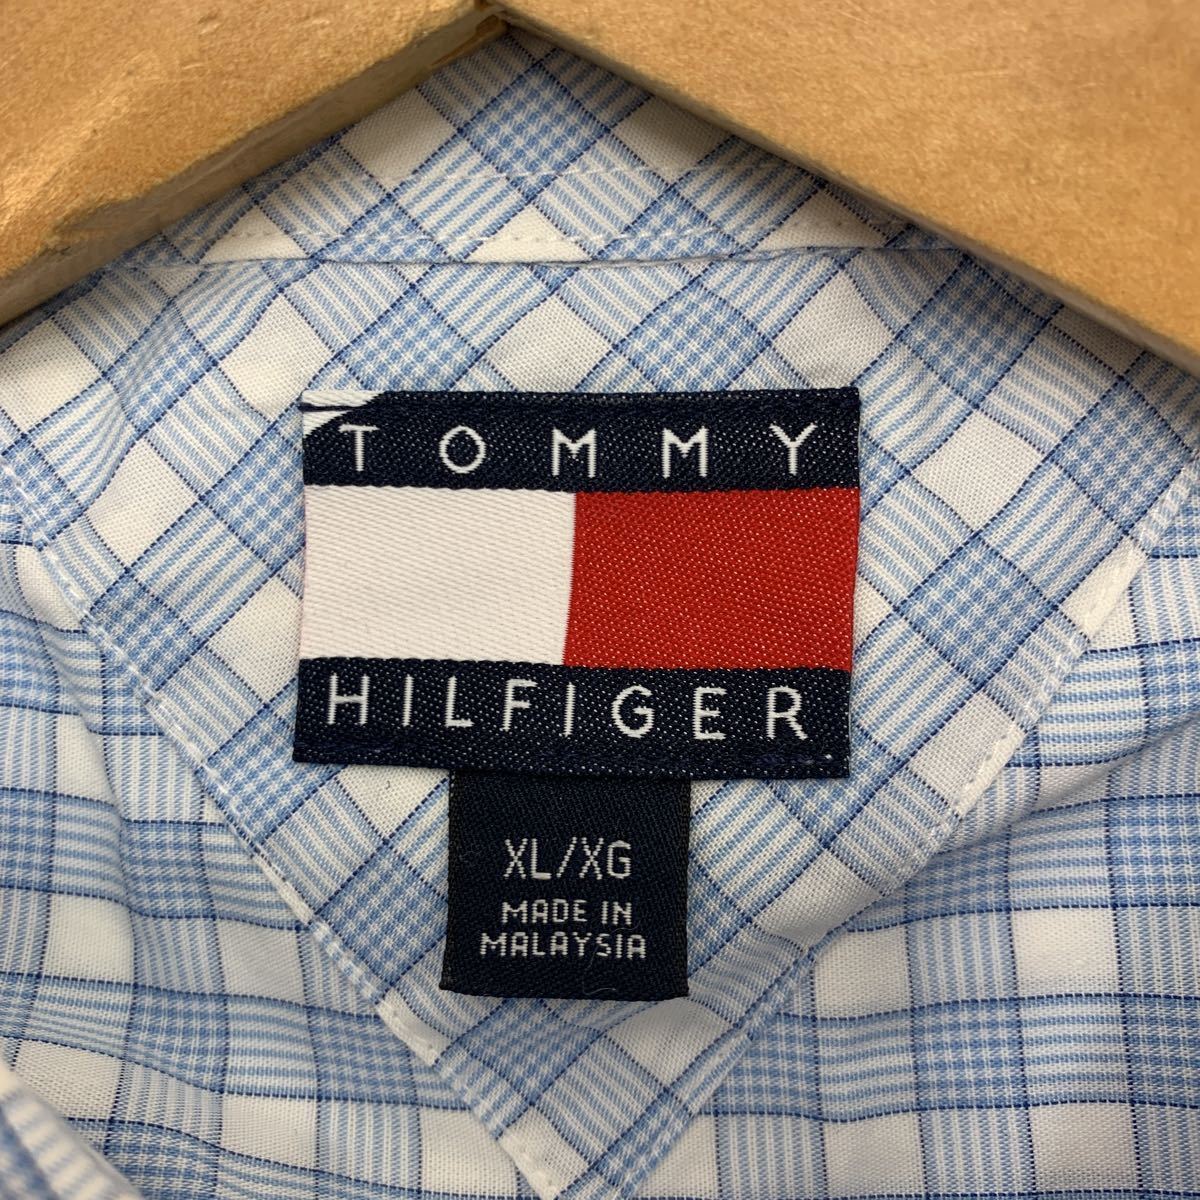 TOMMY
HILFIGER
XL/XG
MADE IN
MALAYSIA